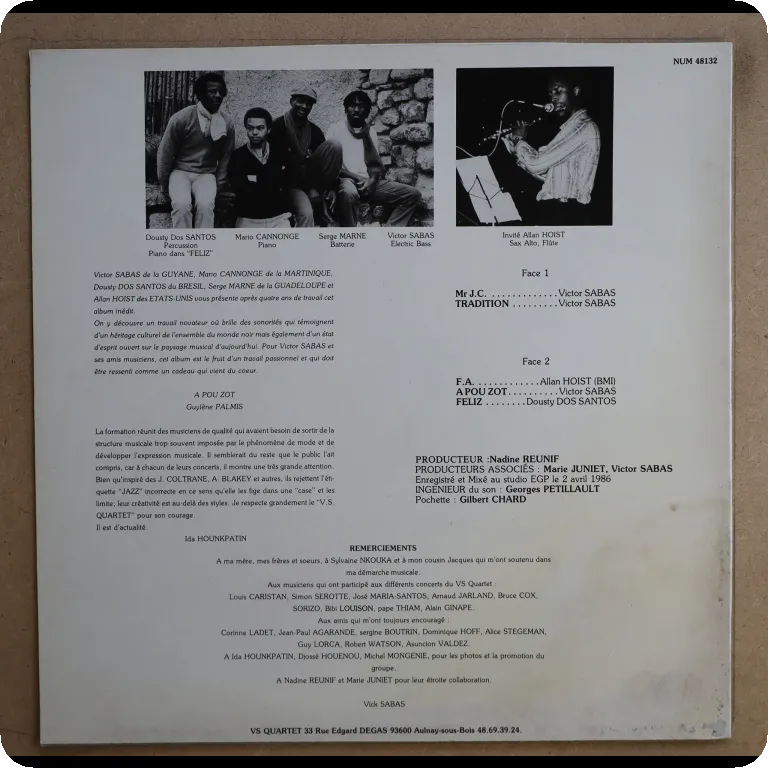 NUM 48132
Dousty Dos SANTOS
Percussion
Piano dans "FELIZ"
Mario CANNONGE
Piano
Serge MARNE
Batterie
Victor SABAS
Electric Bass
Invité Allan HOIST
Sax Alto, Flûte
Victor SABAS de la GUYANE, Mario CANNONGE de la MARTINIQUE,
Dousty DOS SANTOS du BRESIL, Serge MARNE de la GUADELOUPE et
Allan HOIST des ETATS-UNIS vous présente après quatre ans de travail cet
album inédit.
On y découvre un travail novateur où brille des sonorités qui témoignent
d'un héritage culturel de l'ensemble du monde noir mais également d'un état
d'esprit ouvert sur le paysage musical d'aujourd'hui. Pour Victor SABAS et
ses amis musiciens, cet album est le fruit d'un travail passionnel et qui doit
être ressenti comme un cadeau qui vient du coeur.
A POU ZOT
Guylène PALMIS
La formation réunit des musiciens de qualité qui avaient besoin de sortir de la
structure musicale trop souvent imposée par le phénomène de mode et de
développer l'expression musicale. Il semblerait du reste que le public l'ait
compris, car à chacun de leurs concerts, il montre une très grande attention.
Bien qu'inspiré des J. COLTRANE, A. BLAKEY et autres, ils rejettent l'éti-
quette "JAZZ" incorrecte en ce sens qu'elle les fige dans une "case" et les
limite; leur créativité est au-delà des styles. Je respecte grandement le "V.S.
QUARTET" pour son courage.
Il est d'actualité.
Ida HOUNKPATIN
Face 1
Mr J.C. . . . . . . . . . . . . . Victor SABAS
TRADITION . . . . . . . . . Victor SABAS
Face 2
F.A. . . . . . . . . . . . . Allan HOIST (BMI)
A POU ZOT . . . . . . . . . . Victor SABAS
FELIZ . . . . . . . . Dousty DOS SANTOS
PRODUCTEUR :Nadine REUNIF
PRODUCTEURS ASSOCIÉS : Marie JUNIET, Victor SABAS
Enregistré et Mixé au studio EGP le 2 avril 1986
INGENIEUR du son : Georges PETILLAULT
Pochette : Gilbert CHARD
REMERCIEMENTS
A ma mère, mes frères et soeurs, à Sylvaine NKOUKA et à mon cousin Jacques qui m'ont soutenu dans
ma démarche musicale.
Aux musiciens qui ont participé aux différents concerts du VS Quartet :
Louis CARISTAN, Simon SEROTTE, José MARIA-SANTOS, Arnaud JARLAND, Bruce COX,
SORIZO, Bibi LOUISON, pape THIAM, Alain GINAPE.
Aux amis qui m'ont toujours encouragé :
Corinne LADET, Jean-Paul AGARANDE, sergine BOUTRIN, Dominique HOFF, Alice STEGEMAN,
Guy LORCA, Robert WATSON, Asuncion VALDEZ.
A Ida HOUNKPATIN, Djossè HOUENOU, Michel MONGENIE, pour les photos et la promotion du
groupe.
A Nadine REUNIF et Marie JUNIET pour leur étroite collaboration.
Vick SABAS
VS QUARTET 33 Rue Edgard DEGAS 93600 Aulnay-sous-Bois 48.69.39.24.